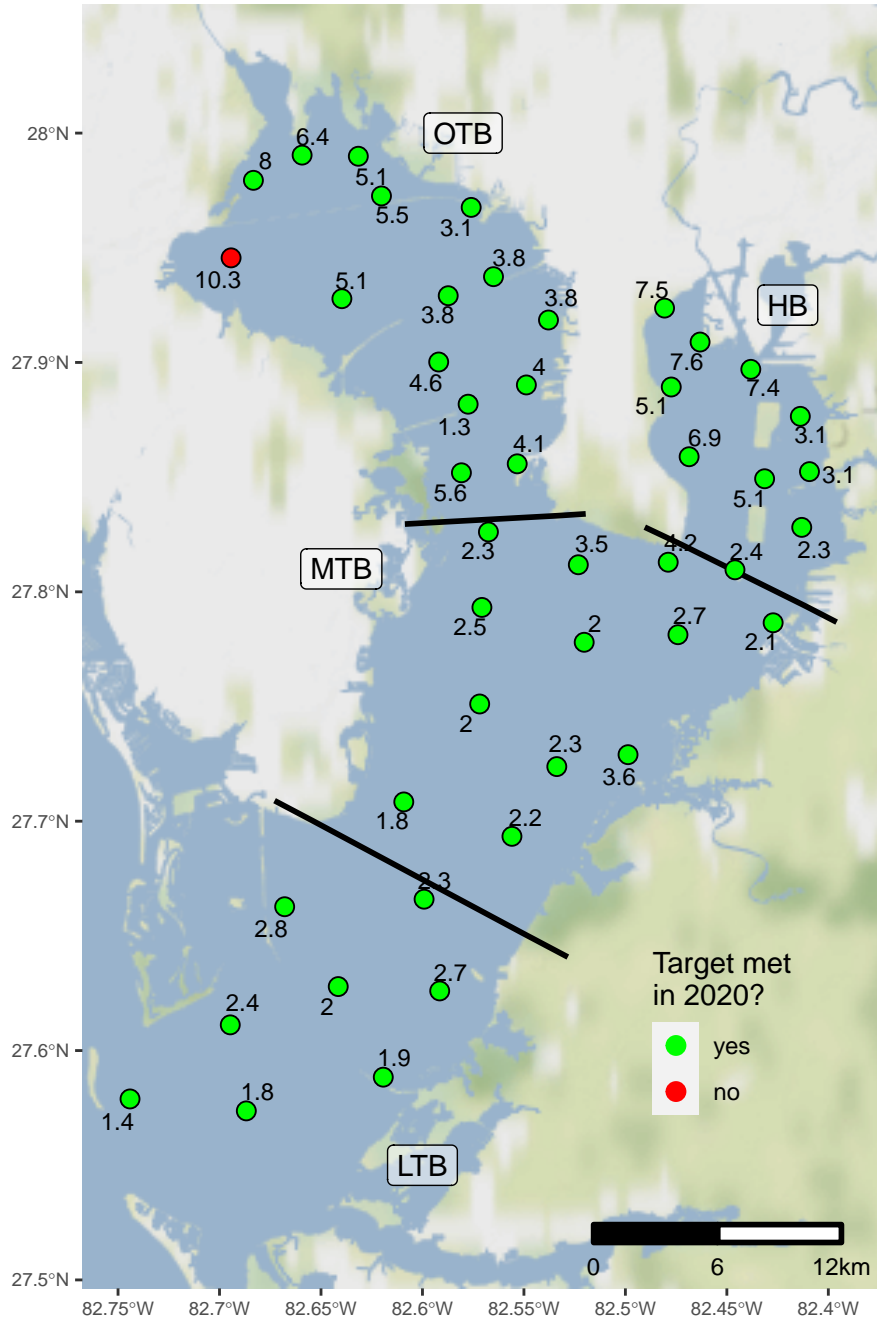 28°N
27.9°N
27.8°N
27.7°N
27.6°N
27.5°N
82.75°W 82.7°W 82.65°W 82.6°W 82.55°W 82.5°W 82.45°W 82.4°W
OTB
6.4
8
5.1
5.5
3.1
10.3
5.1
3.8
3.8
3.8
4.6
4
1.3
4.1
5.6
HB
7.5
7.6
7.4
5.1
3.1
6.9
3.1
5.1
2.3
MTB
2.3
3.5
4.2
2.4
2.5
2
2.7
2.1
2
2.3
3.6
1.8
2.2
2.3
2.8
2.7
2
2.4
1.9
1.8
1.4
LTB
Target met
in 2020?
yes
no
0 6 12km